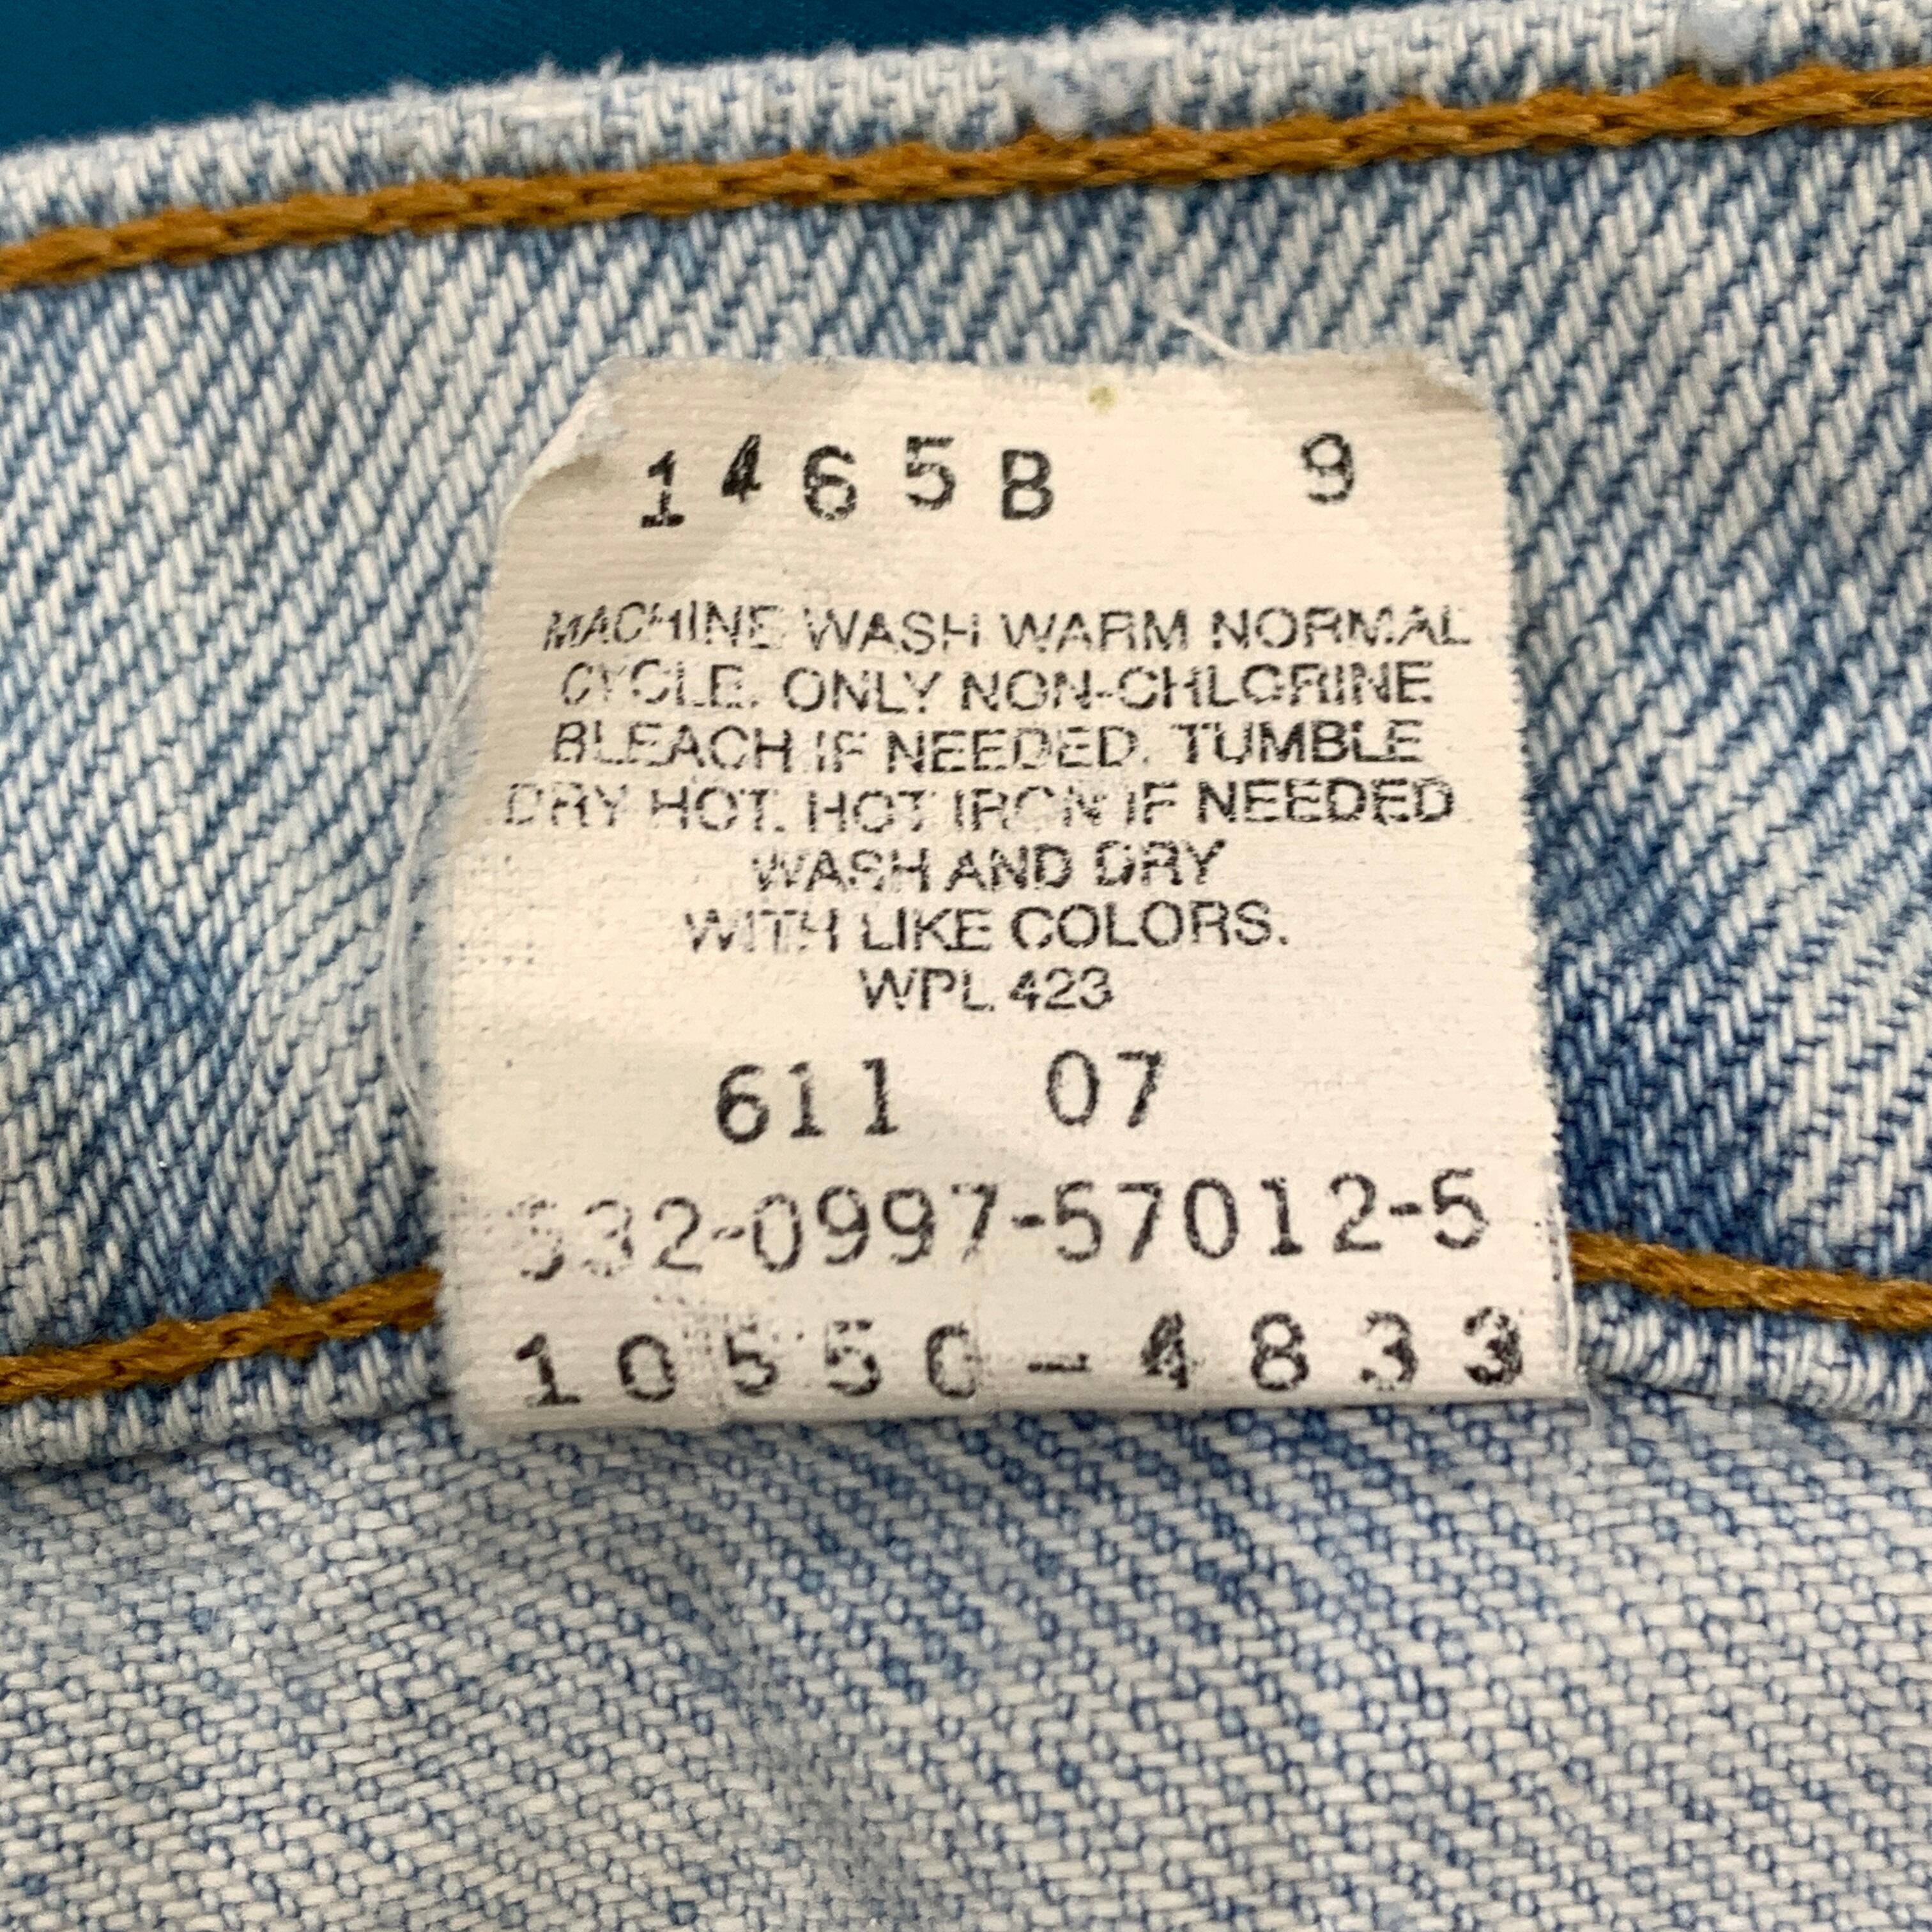 1465B 9
MACHINE WASH WARM NORMAL
CYCLE. ONLY NON-CHLORINE
BLEACH IF NEEDED. TUMBLE
DRY HOT. HOT IRON IF NEEDED
WASH AND DRY
WITH LIKE COLORS.
WPL 423
611 07
532-0997-57012-5
10550-4833